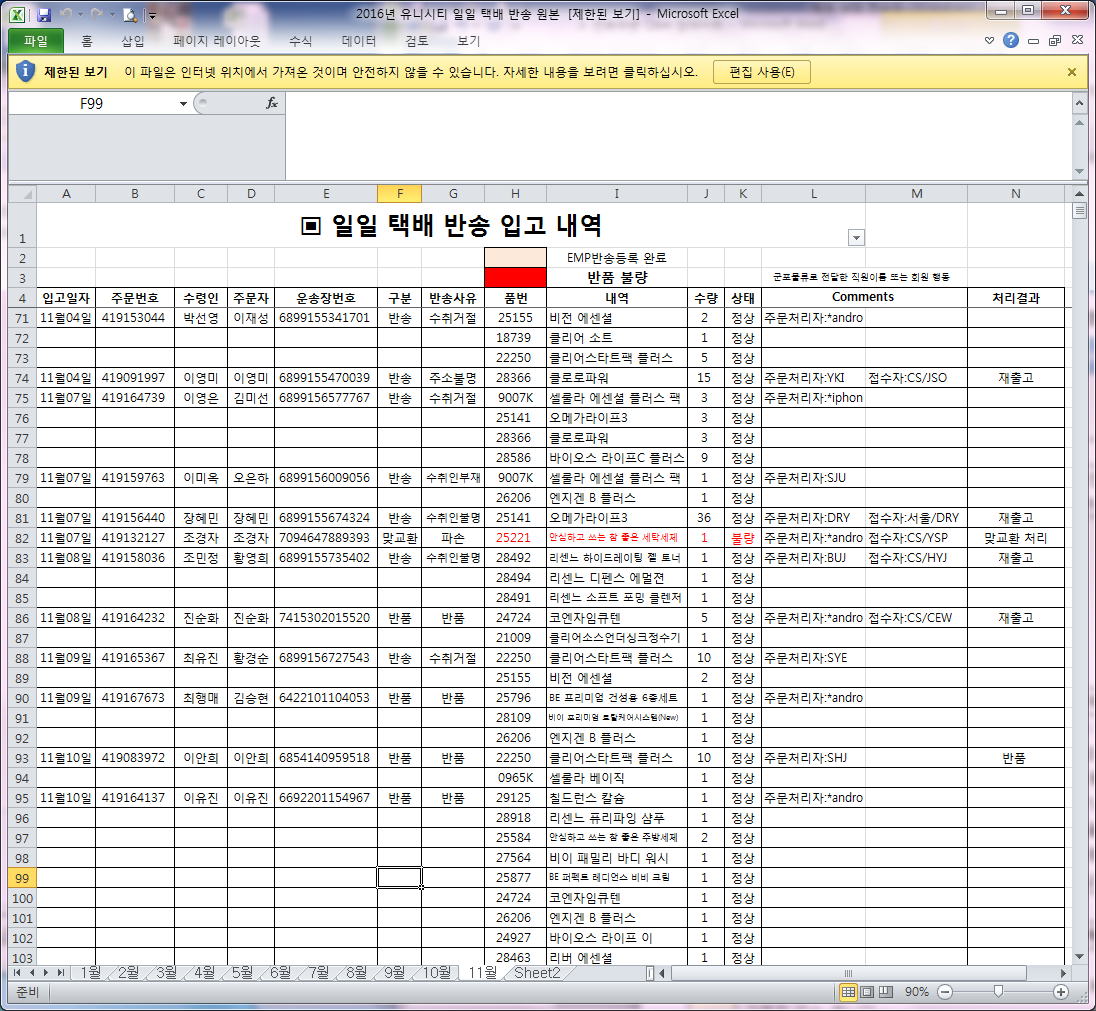 2016년 유니시티 일일 택배 반송 원본 [제한된 보기] - Microsoft Excel
파일 홈 삽입 페이지 레이아웃 수식 데이터 검토 보기
제한된 보기 이 파일은 인터넷 위치에서 가져온 것이며 안전하지 않을 수 있습니다. 자세한 내용을 보려면 클릭하십시오. 편집 사용(E)
F99 fx
A B C D E F G H I J K L M N
1 ▣ 일일 택배 반송 입고 내역
2 EMP반송등록 완료
3 반품 불량 군포물류로 전달한 직원이름 또는 회원 행동
4 입고일자 주문번호 수령인 주문자 운송장번호 구분 반송사유 품번 내역 수량 상태 Comments 처리결과
71 11월04일 419153044 박선영 이재성 6899155341701 반송 수취거절 25155 비전 에센셜 2 정상 주문처리자:*andro
72 18739 클리어 소트 1 정상
73 22250 클리어스타트팩 플러스 5 정상
74 11월04일 419091997 이영미 이영미 6899155470039 반송 주소불명 28366 클로로파워 15 정상 주문처리자:YKI 접수자:CS/JSO 재출고
75 11월07일 419164739 이영은 김미선 6899156577767 반송 수취거절 9007K 셀룰라 에센셜 플러스 팩 3 정상 주문처리자:*iphon
76 25141 오메가라이프3 3 정상
77 28366 클로로파워 3 정상
78 28586 바이오스 라이프C 플러스 9 정상
79 11월07일 419159763 이미옥 오은하 6899156009056 반송 수취인부재 9007K 셀룰라 에센셜 플러스 팩 1 정상 주문처리자:SJU
80 26206 엔지겐 B 플러스 1 정상
81 11월07일 419156440 장혜민 장혜민 6899155674324 반송 수취인불명 25141 오메가라이프3 36 정상 주문처리자:DRY 접수자:서울/DRY 재출고
82 11월07일 419132127 조경자 조경자 7094647889393 맞교환 파손 25221 안심하고 쓰는 참 좋은 세탁세제 1 불량 주문처리자:*andro 접수자:CS/YSP 맞교환 처리
83 11월08일 419158036 조민정 황영희 6899155735402 반송 수취인불명 28492 리센느 하이드레이팅 젤 토너 1 정상 주문처리자:BUJ 접수자:CS/HYJ 재출고
84 28494 리센느 디펜스 에멀젼 1 정상
85 28491 리센느 소프트 포밍 클렌저 1 정상
86 11월08일 419164232 진순화 진순화 7415302015520 반품 반품 24724 코엔자임큐텐 5 정상 주문처리자:*andro 접수자:CS/CEW 재출고
87 21009 클리어소스언더싱크정수기 1 정상
88 11월09일 419165367 최유진 황경순 6899156727543 반송 수취거절 22250 클리어스타트팩 플러스 10 정상 주문처리자:SYE
89 25155 비전 에센셜 2 정상
90 11월09일 419167673 최행매 김승현 6422101104053 반품 반품 25796 BE 프리미엄 건성용 6종세트 1 정상 주문처리자:*andro
91 28109 비이 프리미엄 토탈케어시스템(New) 1 정상
92 26206 엔지겐 B 플러스 1 정상
93 11월10일 419083972 이안희 이안희 6854140959518 반품 반품 22250 클리어스타트팩 플러스 10 정상 주문처리자:SHJ 반품
94 0965K 셀룰라 베이직 1 정상
95 11월10일 419164137 이유진 이유진 6692201154967 반품 반품 29125 칠드런스 칼슘 1 정상 주문처리자:*andro
96 28918 리센느 퓨리파잉 샴푸 1 정상
97 25584 안심하고 쓰는 참 좋은 주방세제 2 정상
98 27564 비이 패밀리 바디 워시 1 정상
99 25877 BE 퍼펙트 레디언스 비비 크림 1 정상
100 24724 코엔자임큐텐 1 정상
101 26206 엔지겐 B 플러스 1 정상
102 24927 바이오스 라이프 이 1 정상
103 28463 리버 에센셜 1 정상
1월 2월 3월 4월 5월 6월 7월 8월 9월 10월 11월 Sheet2
준비 90%